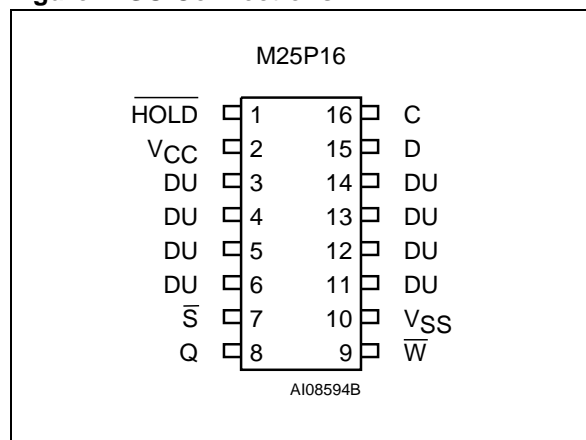 M25P16
HOLD 1 16 C
VCC 2 15 D
DU 3 14 DU
DU 4 13 DU
DU 5 12 DU
DU 6 11 DU
S 7 10 VSS
Q 8 9 W
AI08594B